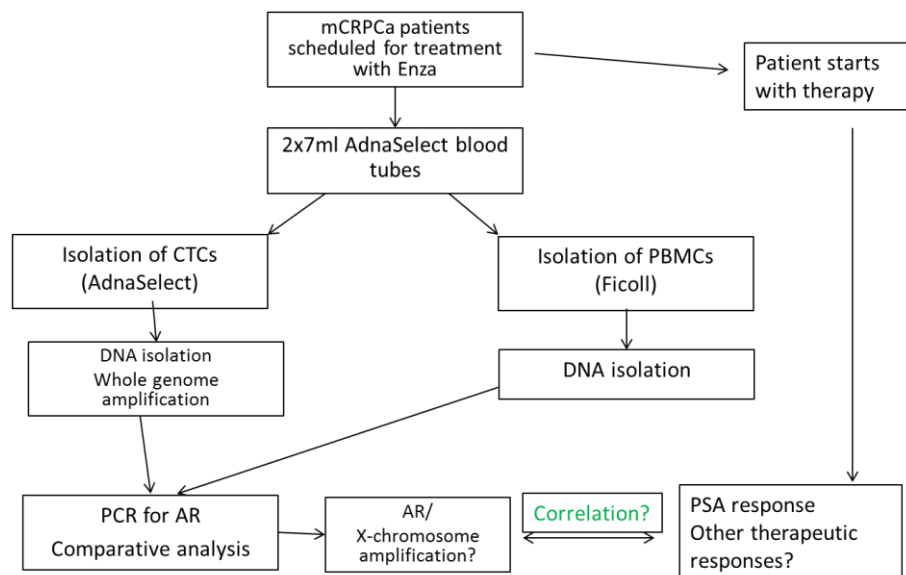 mCRPCa patients
scheduled for treatment
with Enza
Patient starts
with therapy
2x7ml AdnaSelect blood
tubes
Isolation of CTCs
(AdnaSelect)
Isolation of PBMCs
(Ficoll)
DNA isolation
Whole genome
amplification
DNA isolation
PCR for AR
Comparative analysis
AR/
X-chromosome
amplification?
Correlation?
PSA response
Other therapeutic
responses?